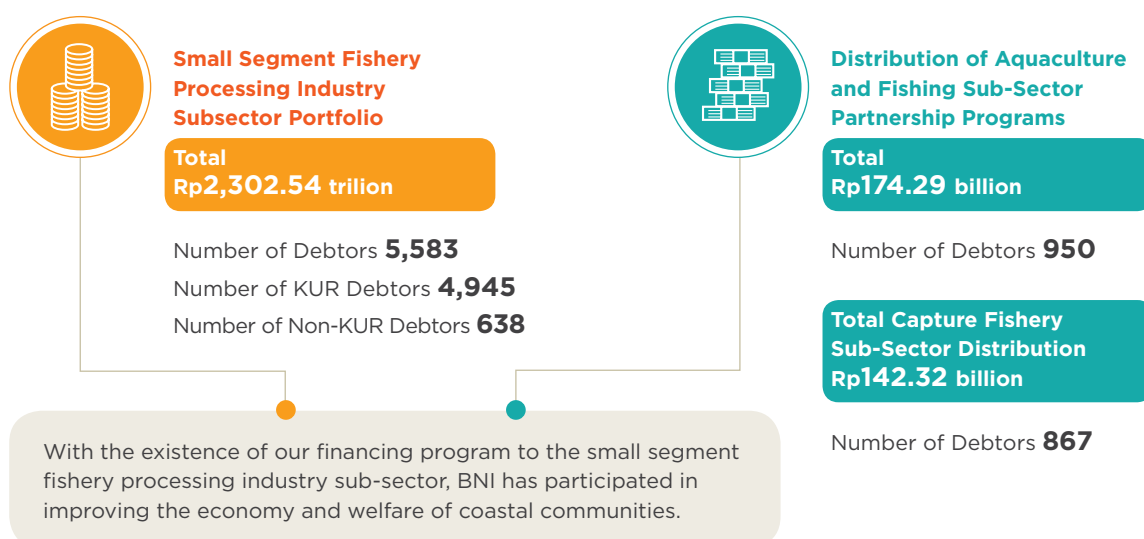 Small Segment Fishery
Processing Industry
Subsector Portfolio
Total
Rp2,302.54 trilion
Number of Debtors 5,583
Number of KUR Debtors 4,945
Number of Non-KUR Debtors 638
Distribution of Aquaculture
and Fishing Sub-Sector
Partnership Programs
Total
Rp174.29 billion
Number of Debtors 950
Total Capture Fishery
Sub-Sector Distribution
Rp142.32 billion
Number of Debtors 867
With the existence of our financing program to the small segment
fishery processing industry sub-sector, BNI has participated in
improving the economy and welfare of coastal communities.